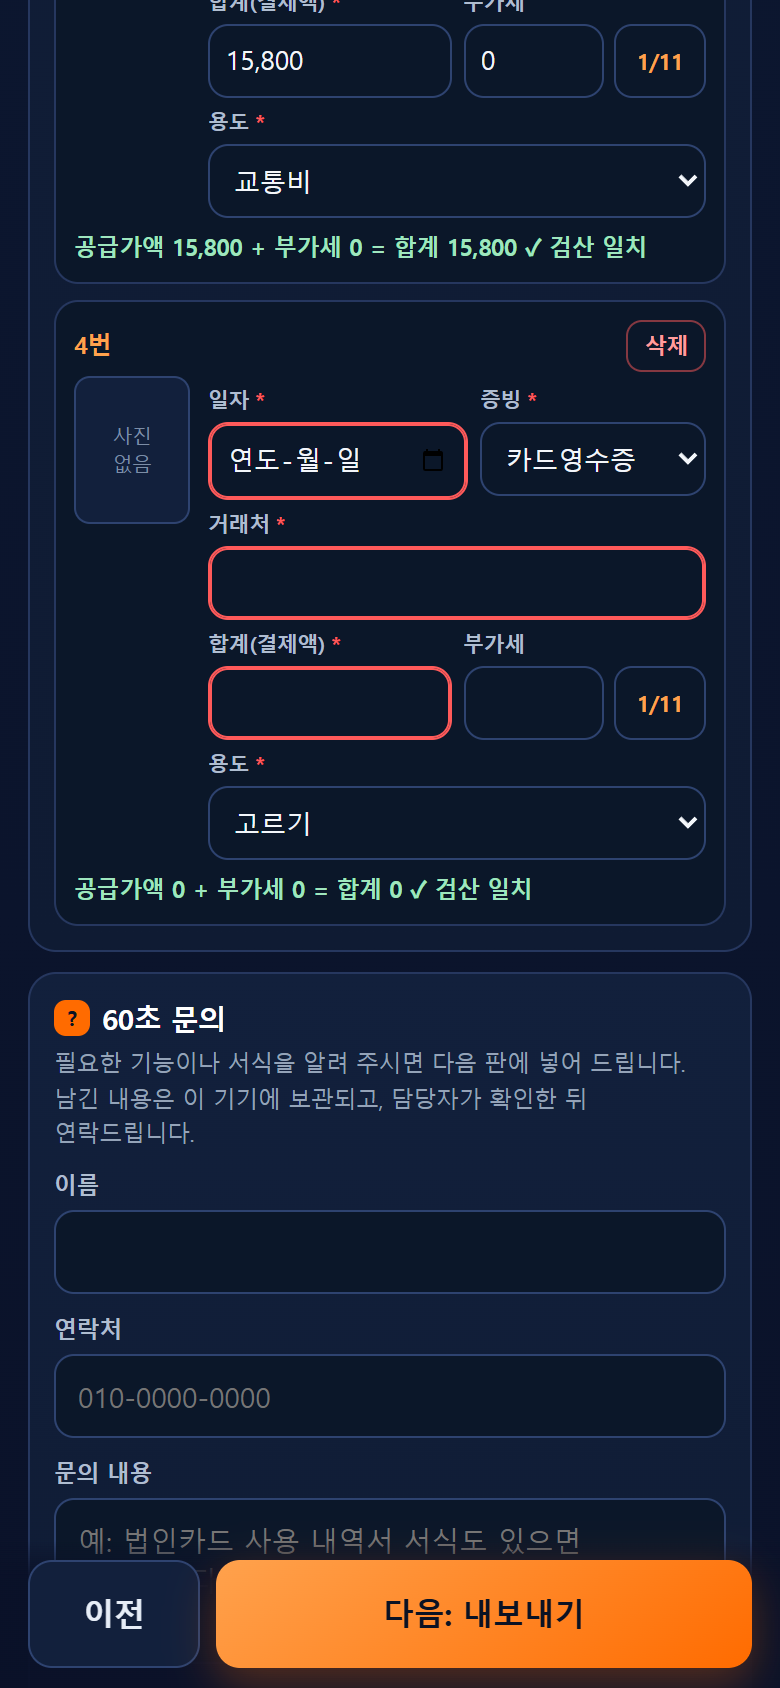 합계(결제액) * 부가세
15,800 0 1/11
용도 *
교통비
공급가액 15,800 + 부가세 0 = 합계 15,800 ✓ 검산 일치
4번 삭제
사진
없음
일자 * 증빙 *
연도-월-일 카드영수증
거래처 *
합계(결제액) * 부가세
1/11
용도 *
고르기
공급가액 0 + 부가세 0 = 합계 0 ✓ 검산 일치
? 60초 문의
필요한 기능이나 서식을 알려 주시면 다음 판에 넣어 드립니다.
남긴 내용은 이 기기에 보관되고, 담당자가 확인한 뒤
연락드립니다.
이름
연락처
010-0000-0000
문의 내용
예: 법인카드 사용 내역서 서식도 있으면
이전 다음: 내보내기